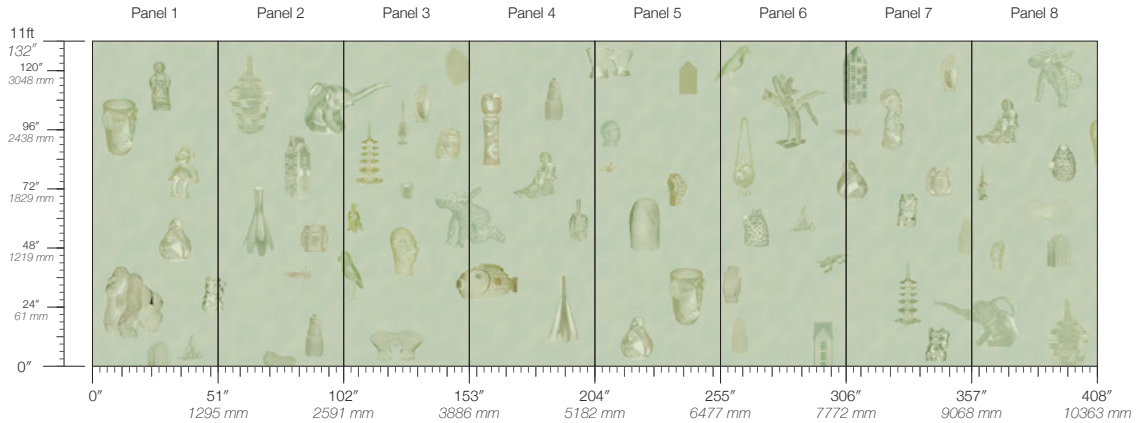 Panel 1 Panel 2 Panel 3 Panel 4 Panel 5 Panel 6 Panel 7 Panel 8
11ft
132″
120″
3048 mm
96″
2438 mm
72″
1829 mm
48″
1219 mm
24″
61 mm
0″
0″ 51″ 102″ 153″ 204″ 255″ 306″ 357″ 408″
1295 mm 2591 mm 3886 mm 5182 mm 6477 mm 7772 mm 9068 mm 10363 mm